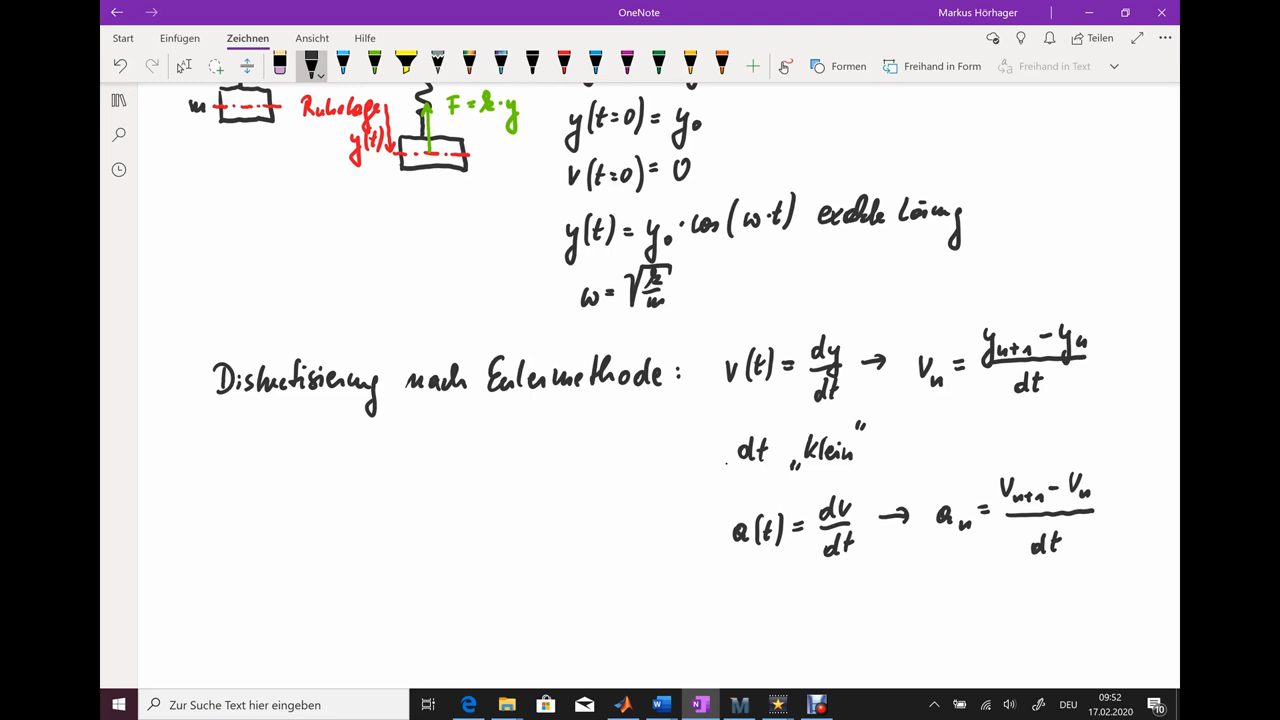 OneNote
Markus Hörhager
Start Einfügen Zeichnen Ansicht Hilfe
Teilen
Formen Freihand in Form Freihand in Text
m
Ruhelage
y(t)
F = k · y
y(t=0) = y₀
v(t=0) = 0
y(t) = y₀ · cos(ω·t) exakte Lösung
ω = √(k/m)
Diskretisierung nach Eulermethode : v(t) = dy/dt → vₙ = (yₙ₊₁ - yₙ)/dt
dt „klein“
a(t) = dv/dt → aₙ = (vₙ₊₁ - vₙ)/dt
Zur Suche Text hier eingeben
DEU
09:52
17.02.2020
10